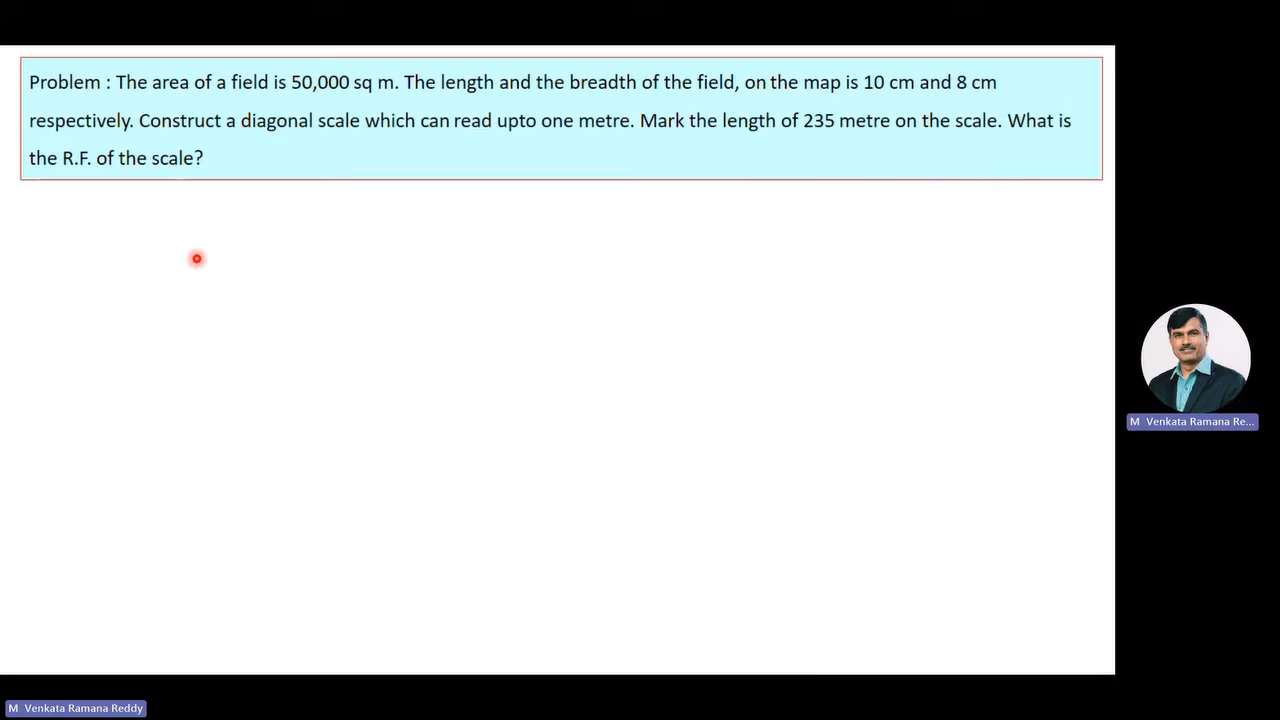 Problem : The area of a field is 50,000 sq m. The length and the breadth of the field, on the map is 10 cm and 8 cm
respectively. Construct a diagonal scale which can read upto one metre. Mark the length of 235 metre on the scale. What is
the R.F. of the scale?
M Venkata Ramana Re...
M Venkata Ramana Reddy